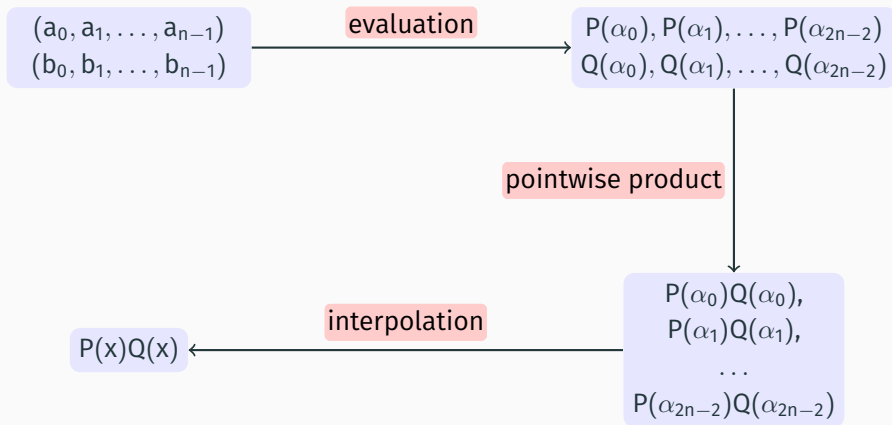 (a₀, a₁, . . . , aₙ₋₁)
(b₀, b₁, . . . , bₙ₋₁)
evaluation
P(α₀), P(α₁), . . . , P(α₂ₙ₋₂)
Q(α₀), Q(α₁), . . . , Q(α₂ₙ₋₂)
pointwise product
P(α₀)Q(α₀),
P(α₁)Q(α₁),
. . .
P(α₂ₙ₋₂)Q(α₂ₙ₋₂)
interpolation
P(x)Q(x)